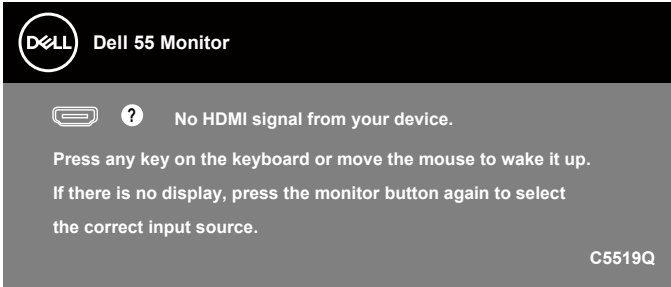 DELL
Dell 55 Monitor
?
No HDMI signal from your device.
Press any key on the keyboard or move the mouse to wake it up.
If there is no display, press the monitor button again to select
the correct input source.
C5519Q